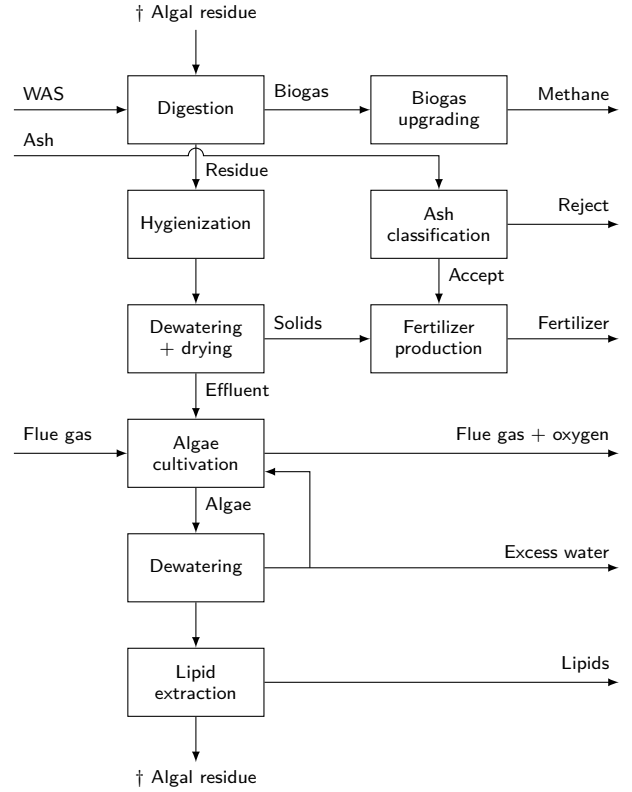 † Algal residue
WAS
Digestion
Biogas
Biogas
upgrading
Methane
Ash
Residue
Hygienization
Ash
classification
Reject
Accept
Dewatering
+ drying
Solids
Fertilizer
production
Fertilizer
Effluent
Flue gas
Algae
cultivation
Flue gas + oxygen
Algae
Dewatering
Excess water
Lipid
extraction
Lipids
† Algal residue